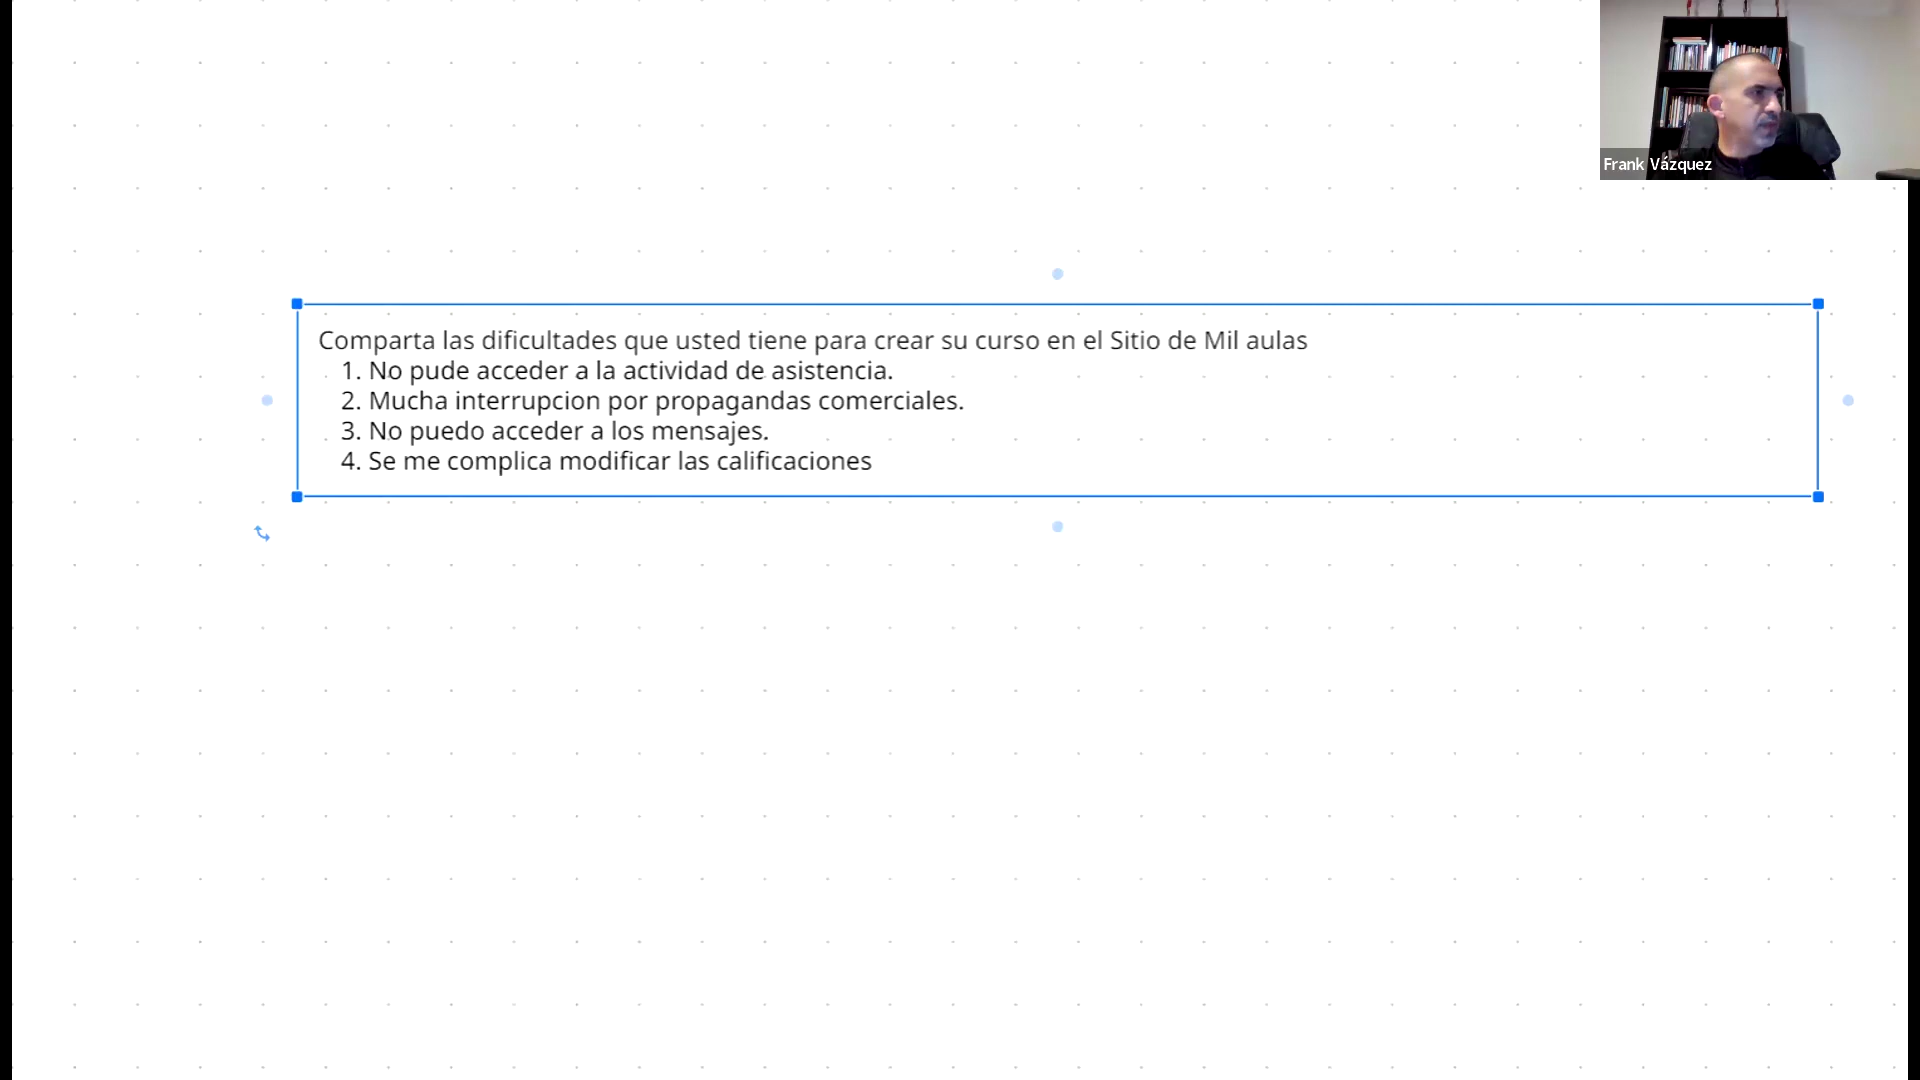 Frank Vázquez
Comparta las dificultades que usted tiene para crear su curso en el Sitio de Mil aulas
1. No pude acceder a la actividad de asistencia.
2. Mucha interrupcion por propagandas comerciales.
3. No puedo acceder a los mensajes.
4. Se me complica modificar las calificaciones